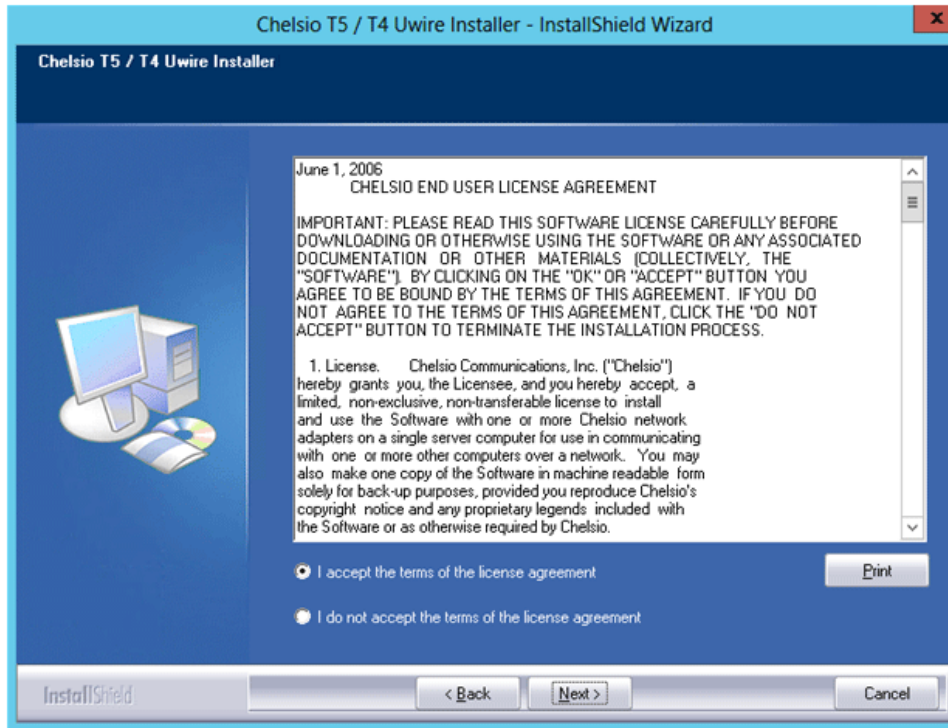 Chelsio T5 / T4 Uwire Installer - InstallShield Wizard
x
Chelsio T5 / T4 Uwire Installer
June 1, 2006
CHELSIO END USER LICENSE AGREEMENT
IMPORTANT: PLEASE READ THIS SOFTWARE LICENSE CAREFULLY BEFORE
DOWNLOADING OR OTHERWISE USING THE SOFTWARE OR ANY ASSOCIATED
DOCUMENTATION OR OTHER MATERIALS (COLLECTIVELY, THE
"SOFTWARE"). BY CLICKING ON THE "OK" OR "ACCEPT" BUTTON YOU
AGREE TO BE BOUND BY THE TERMS OF THIS AGREEMENT. IF YOU DO
NOT AGREE TO THE TERMS OF THIS AGREEMENT, CLICK THE "DO NOT
ACCEPT" BUTTON TO TERMINATE THE INSTALLATION PROCESS.
1. License. Chelsio Communications, Inc. ("Chelsio")
hereby grants you, the Licensee, and you hereby accept, a
limited, non-exclusive, non-transferable license to install
and use the Software with one or more Chelsio network
adapters on a single server computer for use in communicating
with one or more other computers over a network. You may
also make one copy of the Software in machine readable form
solely for back-up purposes, provided you reproduce Chelsio's
copyright notice and any proprietary legends included with
the Software or as otherwise required by Chelsio.
I accept the terms of the license agreement
Print
I do not accept the terms of the license agreement
InstallShield
< Back
Next >
Cancel